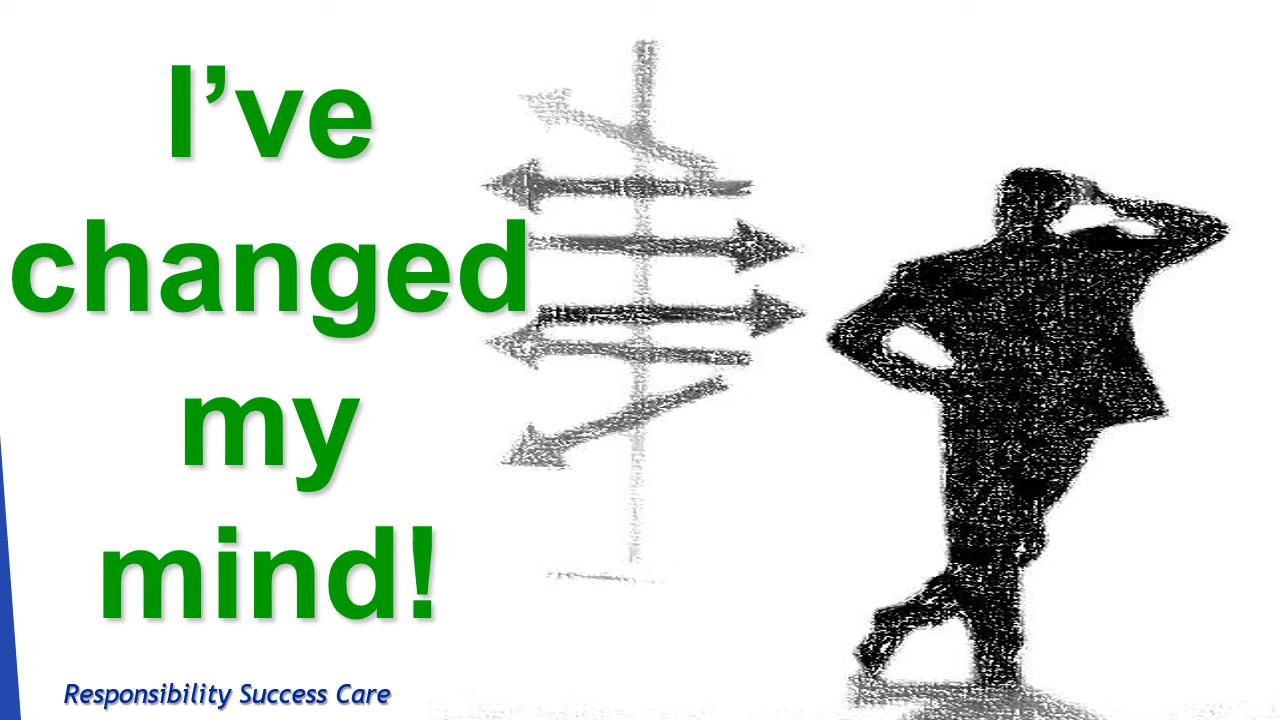 I’ve
changed
my
mind!
Responsibility Success Care